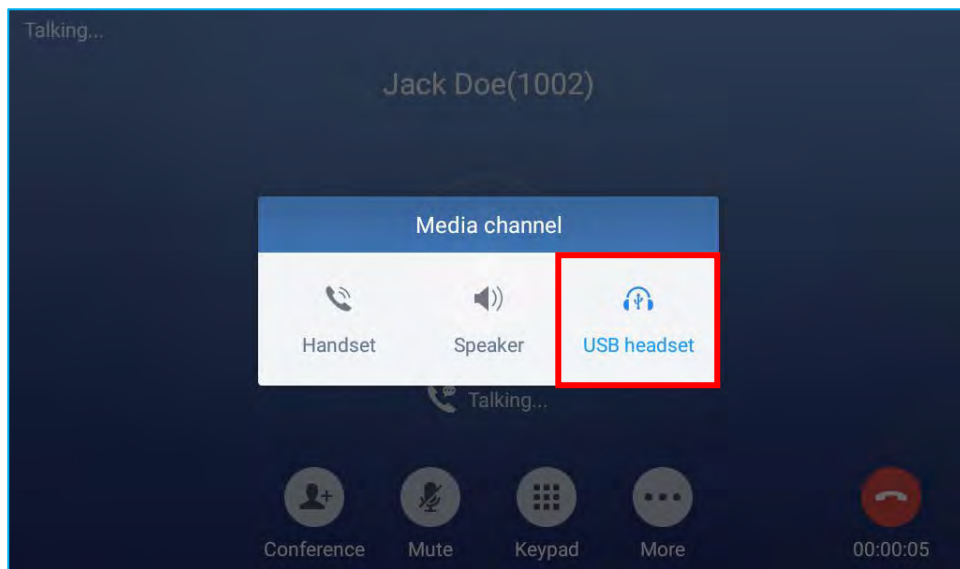 Talking...
Jack Doe(1002)
Media channel
Handset Speaker USB headset
Talking...
Conference Mute Keypad More 00:00:05